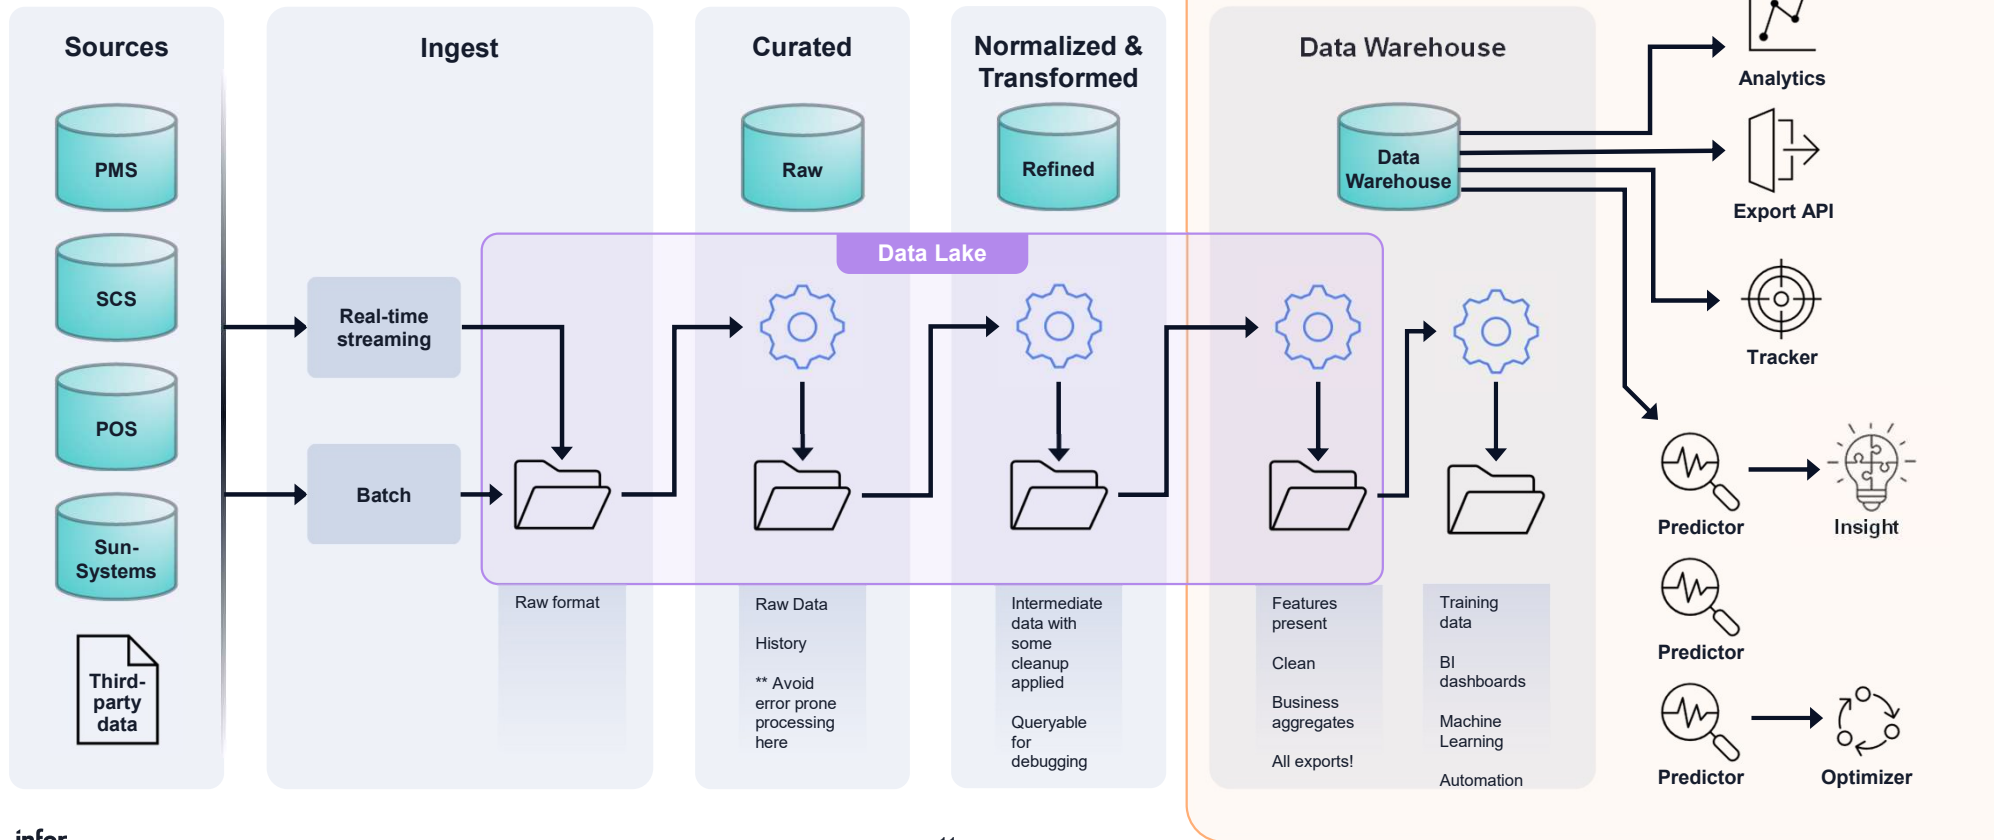 Sources
Ingest
Curated
Normalized &
Transformed
Data Warehouse
PMS
SCS
POS
Sun-
Systems
Third-
party
data
Real-time
streaming
Batch
Raw
Refined
Data
Warehouse
Data Lake
Raw format
Raw Data
History
** Avoid
error prone
processing
here
Intermediate
data with
some
cleanup
applied
Queryable
for
debugging
Features
present
Clean
Business
aggregates
All exports!
Training
data
BI
dashboards
Machine
Learning
Automation
Analytics
Export API
Tracker
Predictor
Insight
Predictor
Predictor
Optimizer
infor